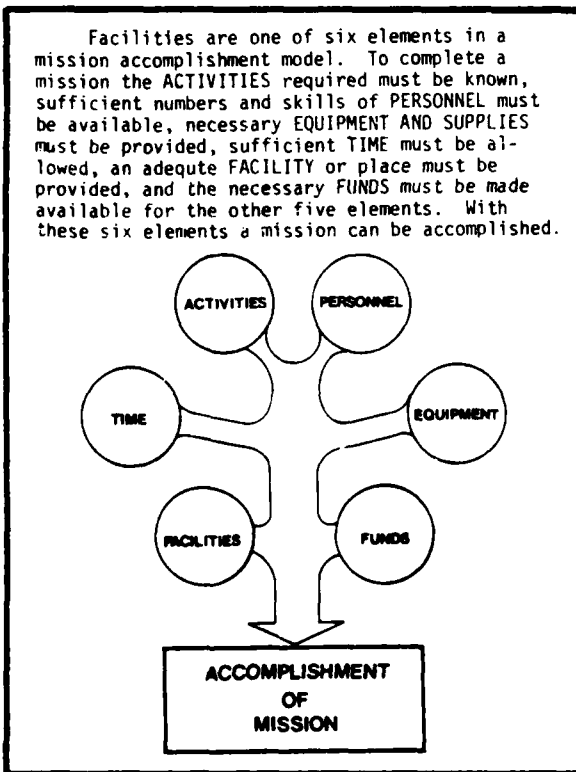 Facilities are one of six elements in a
mission accomplishment model. To complete a
mission the ACTIVITIES required must be known,
sufficient numbers and skills of PERSONNEL must
be available, necessary EQUIPMENT AND SUPPLIES
must be provided, sufficient TIME must be al-
lowed, an adequte FACILITY or place must be
provided, and the necessary FUNDS must be made
available for the other five elements. With
these six elements a mission can be accomplished.
ACTIVITIES
PERSONNEL
TIME
EQUIPMENT
FACILITIES
FUNDS
ACCOMPLISHMENT
OF
MISSION